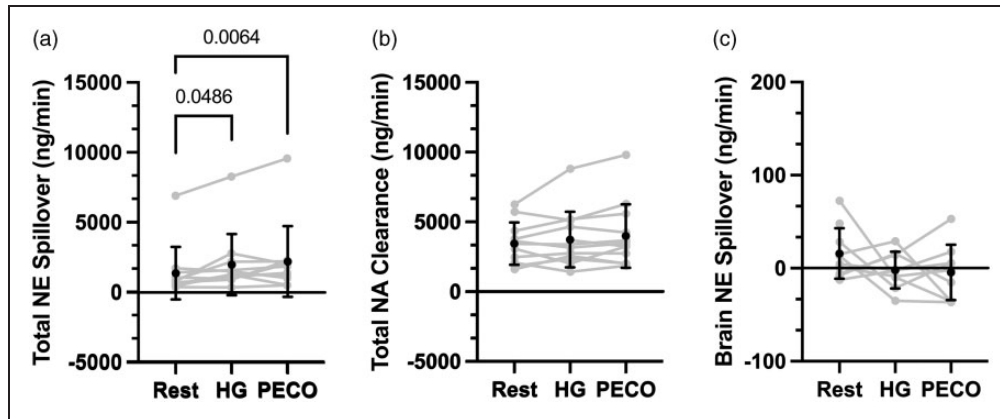 (a)
0.0064
0.0486
Total NE Spillover (ng/min)
15000
10000
5000
0
-5000
Rest HG PECO
(b)
Total NA Clearance (ng/min)
15000
10000
5000
0
-5000
Rest HG PECO
(c)
Brain NE Spillover (ng/min)
200
100
0
-100
Rest HG PECO